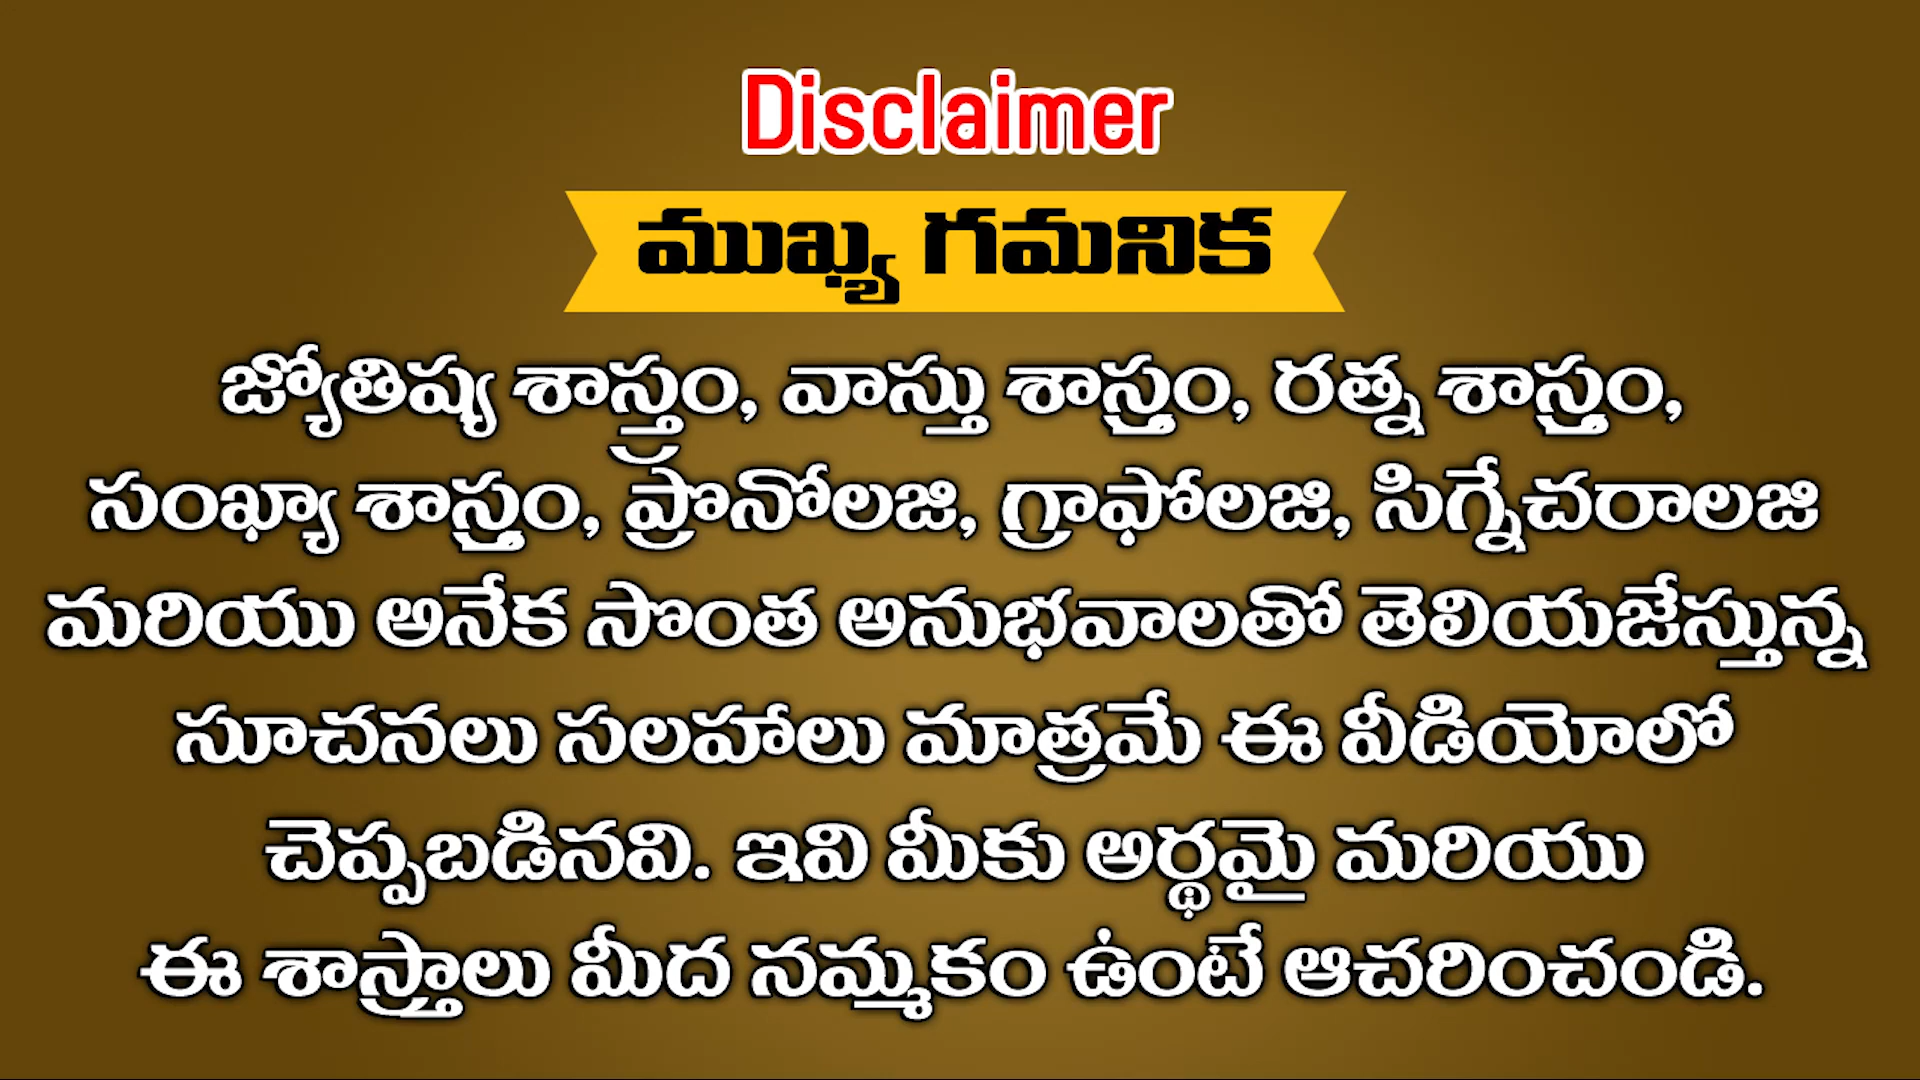 Disclaimer
ముఖ్య గమనిక
జ్యోతిష్య శాస్త్రం, వాస్తు శాస్త్రం, రత్న శాస్త్రం,
సంఖ్యా శాస్త్రం, ప్రొనోలజి, గ్రాఫోలజి, సిగ్నేచరాలజి
మరియు అనేక సొంత అనుభవాలతో తెలియజేస్తున్న
సూచనలు సలహాలు మాత్రమే ఈ వీడియోలో
చెప్పబడినవి. ఇవి మీకు అర్థమై మరియు
ఈ శాస్త్రాలు మీద నమ్మకం ఉంటే ఆచరించండి.